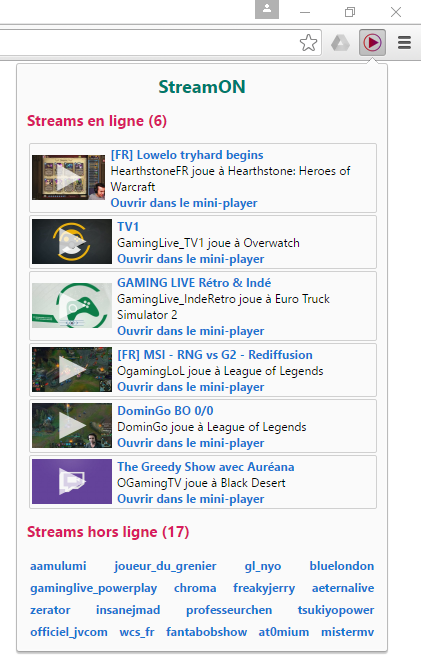 StreamON
Streams en ligne (6)
[FR] Lowelo tryhard begins
HearthstoneFR joue à Hearthstone: Heroes of
Warcraft
Ouvrir dans le mini-player
TV1
GamingLive_TV1 joue à Overwatch
Ouvrir dans le mini-player
GAMING LIVE Rétro & Indé
GamingLive_IndeRetro joue à Euro Truck
Simulator 2
Ouvrir dans le mini-player
[FR] MSI - RNG vs G2 - Rediffusion
OgamingLoL joue à League of Legends
Ouvrir dans le mini-player
DominGo BO 0/0
DominGo joue à League of Legends
Ouvrir dans le mini-player
The Greedy Show avec Auréana
OGamingTV joue à Black Desert
Ouvrir dans le mini-player
Streams hors ligne (17)
aamulumi joueur_du_grenier gl_nyo bluelondon
gaminglive_powerplay chroma freakyjerry aeternalive
zerator insanejmad professeurchen tsukiyopower
officiel_jvcom wcs_fr fantabobshow at0mium mistermv